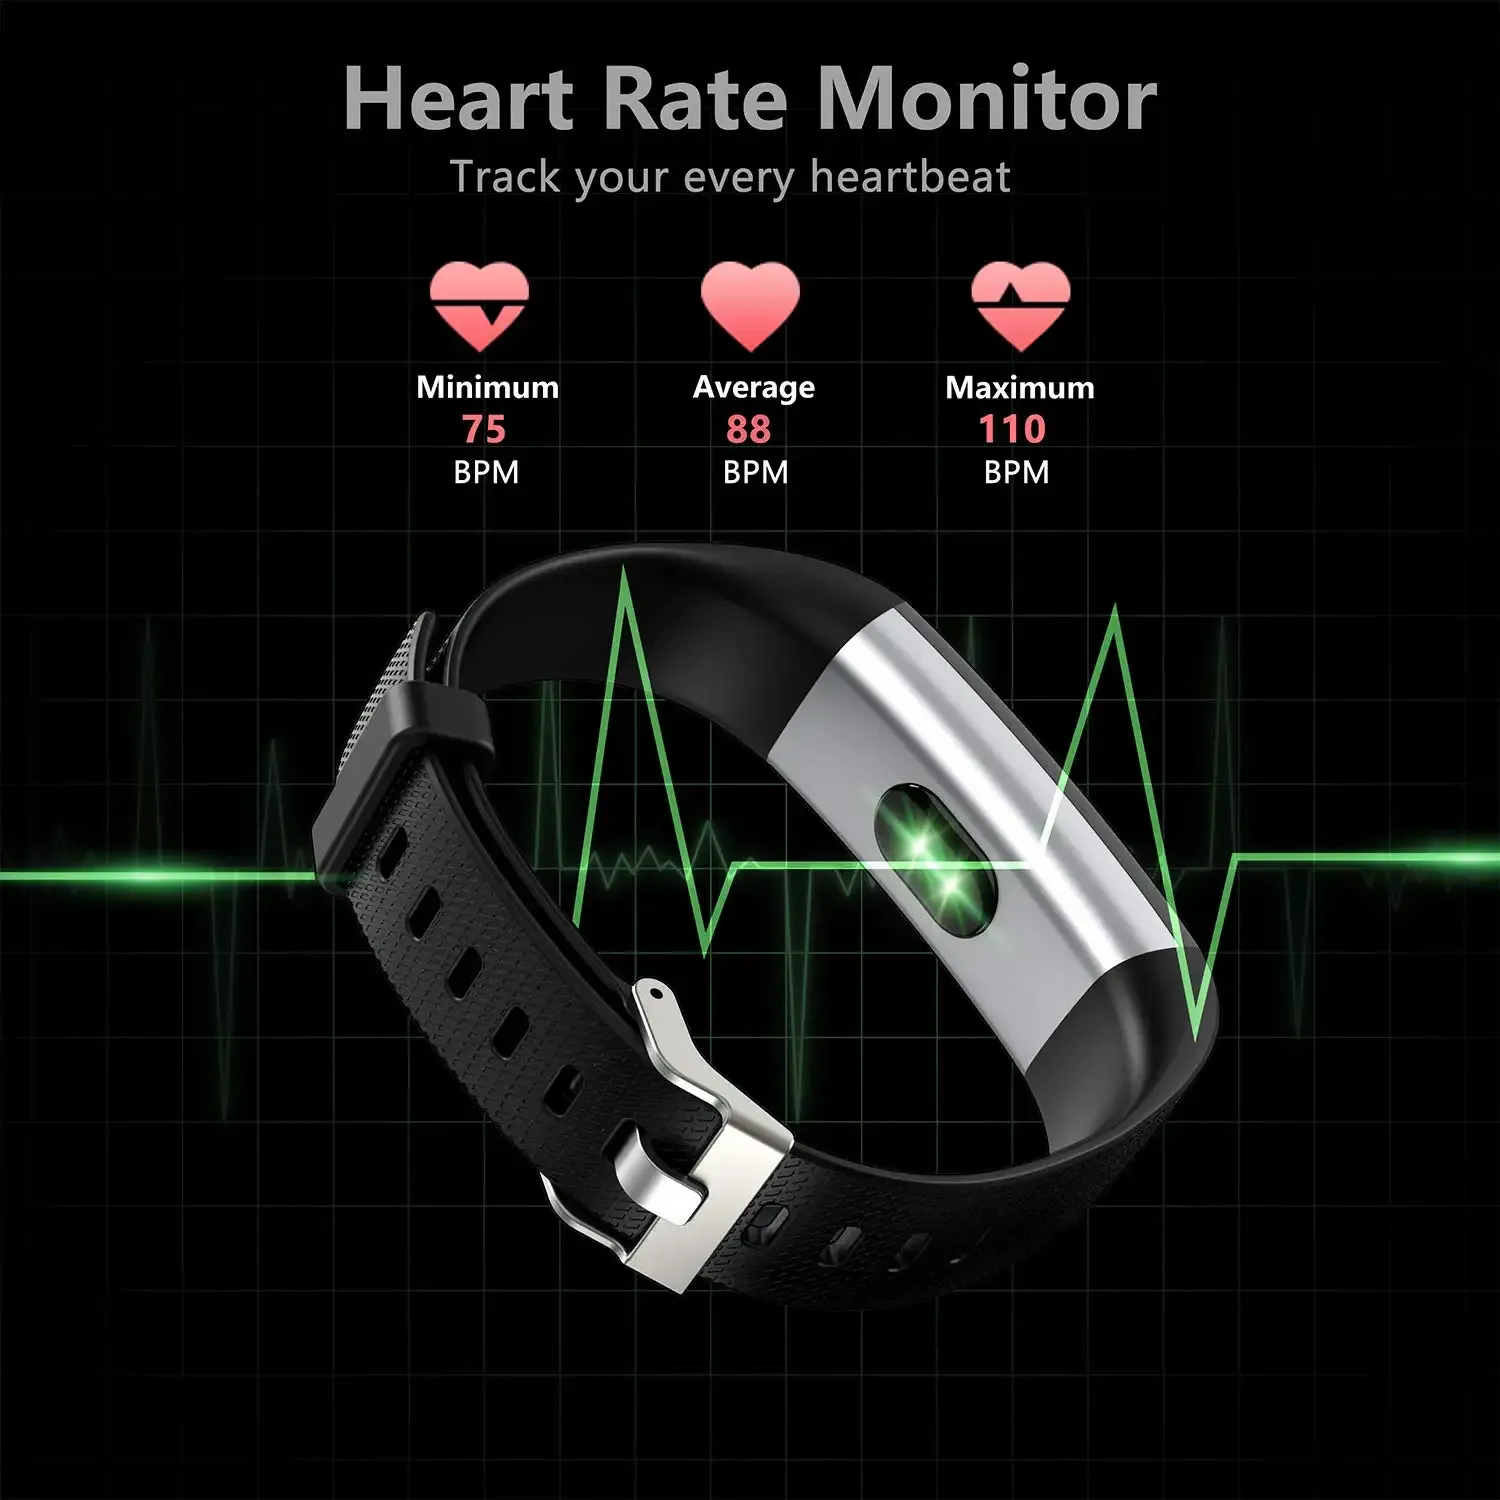 Heart Rate Monitor
Track your every heartbeat
Minimum Average Maximum
75 88 110
BPM BPM BPM